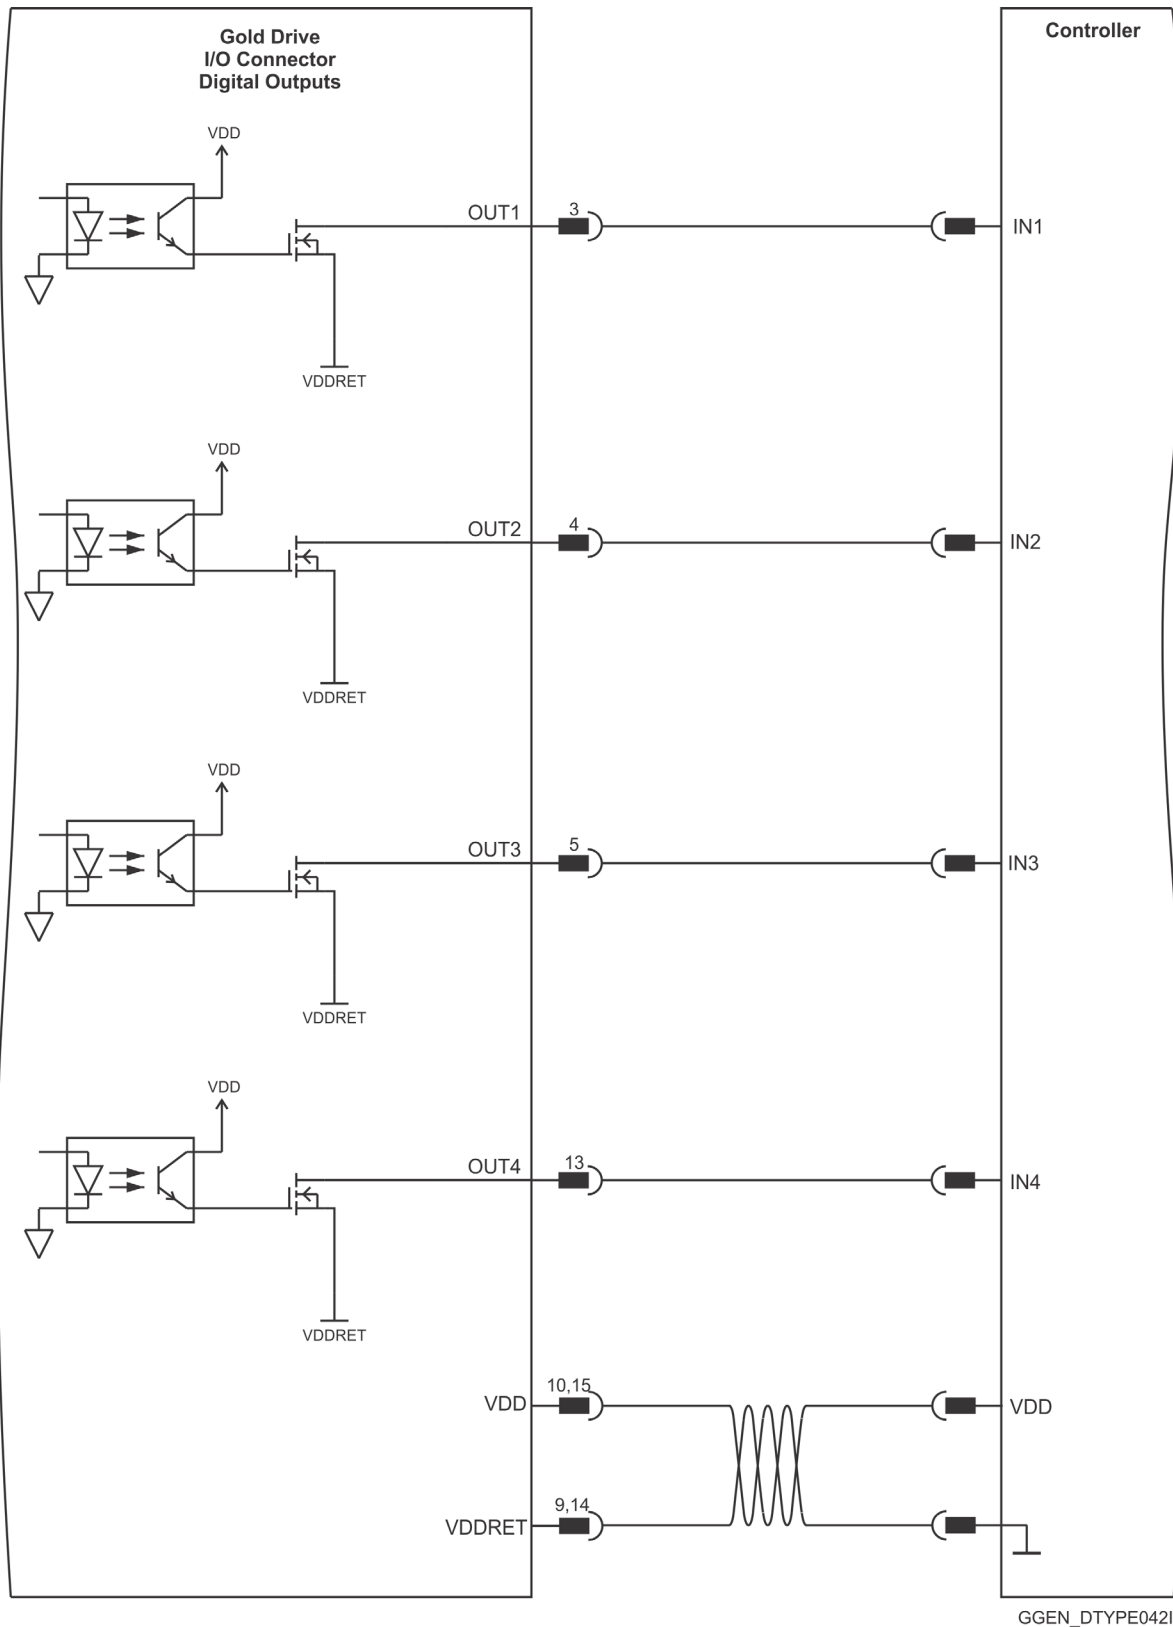 Gold Drive
I/O Connector
Digital Outputs
Controller
VDD
OUT1
3
IN1
VDDRET
VDD
OUT2
4
IN2
VDDRET
VDD
OUT3
5
IN3
VDDRET
VDD
OUT4
13
IN4
VDDRET
VDD
10,15
VDD
VDDRET
9,14
GGEN_DTYPE042I